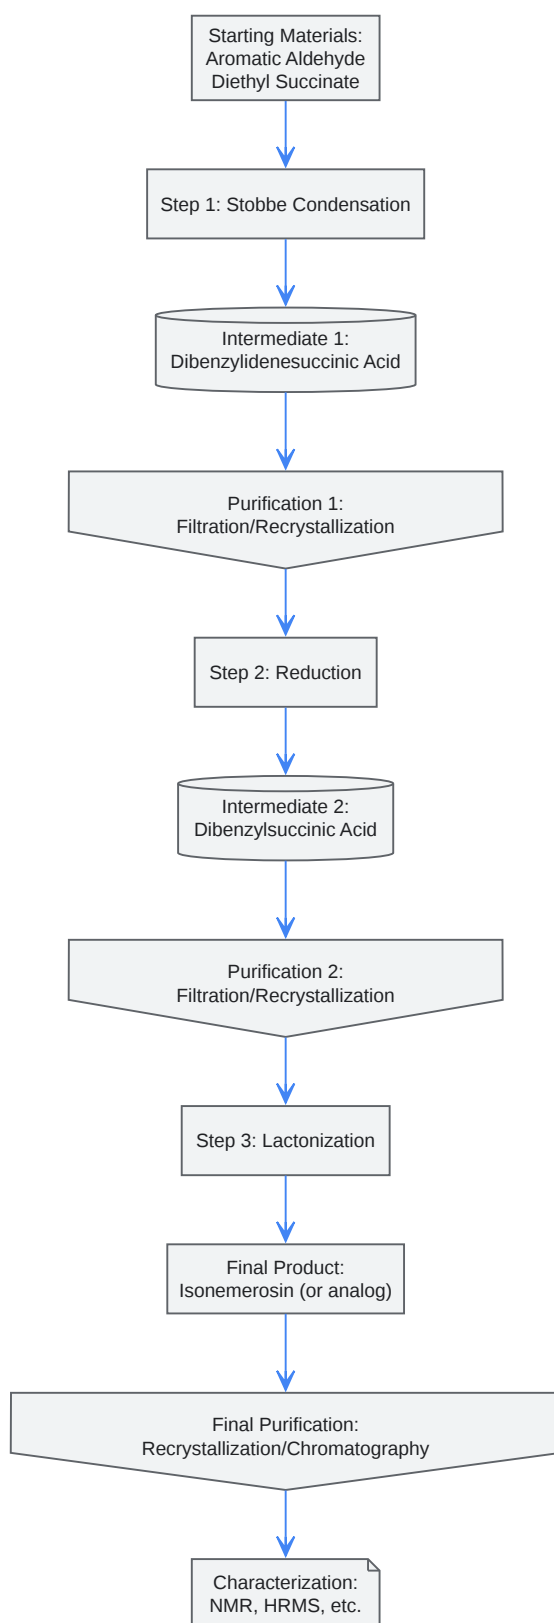 Starting Materials:
Aromatic Aldehyde
Diethyl Succinate
Step 1: Stobbe Condensation
Intermediate 1:
Dibenzylidenesuccinic Acid
Purification 1:
Filtration/Recrystallization
Step 2: Reduction
Intermediate 2:
Dibenzylsuccinic Acid
Purification 2:
Filtration/Recrystallization
Step 3: Lactonization
Final Product:
Isonemerosin (or analog)
Final Purification:
Recrystallization/Chromatography
Characterization:
NMR, HRMS, etc.